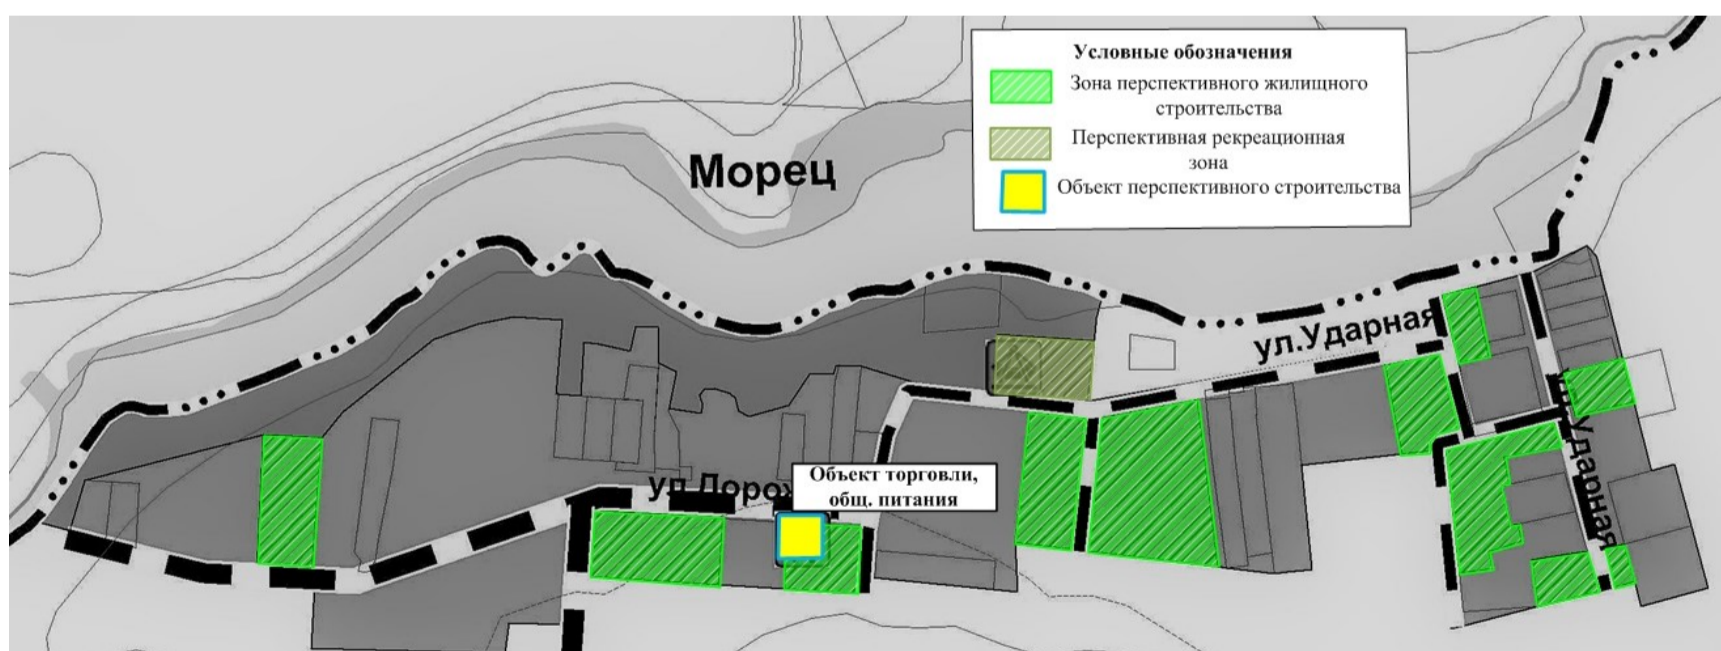 Условные обозначения
Зона перспективного жилищного
строительства
Перспективная рекреационная
зона
Объект перспективного строительства
Морец
ул.Ударная
ул.Ударная
Объект торговли,
общ. питания